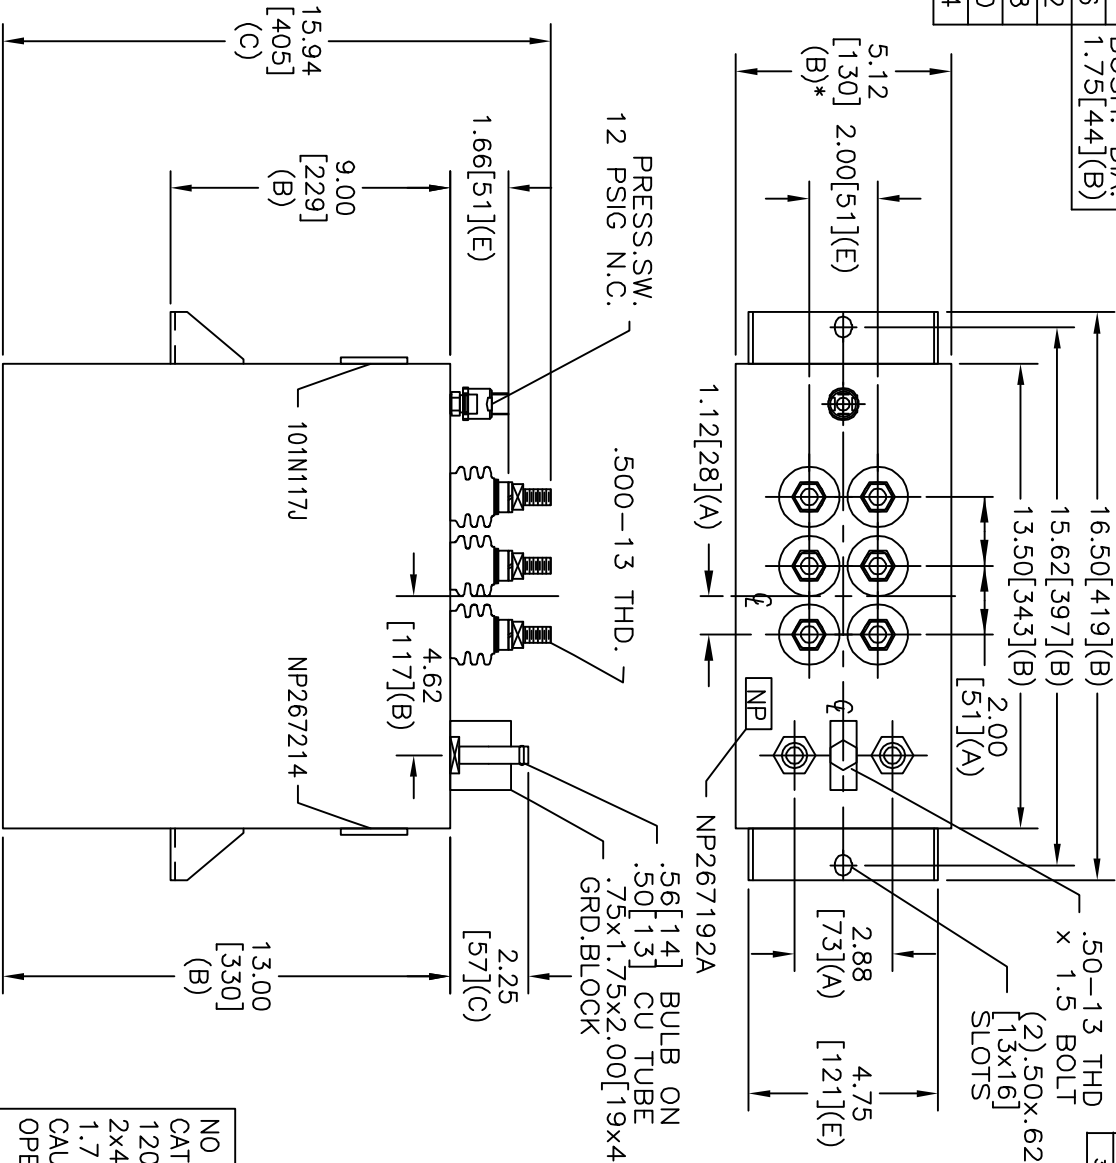 1.75[44](B)
16.50[419](B)
15.62[397](B)
13.50[343](B)
2.00
[51](A)
5.12
[130]
(B)*
2.00[51](E)
1.12[28](A)
℄
℄
NP
NP267192A
.50-13 THD
x 1.5 BOLT
(2).50x.62
[13x16]
SLOTS
2.88
[73](A)
4.75
[121](E)
PRESS.SW.
12 PSIG N.C.
.500-13 THD.
.56[14] BULB ON
.50[13] CU TUBE
.75x1.75x2.00[19x4
GRD.BLOCK
15.94
[405]
(C)
1.66[51](E)
9.00
[229]
(B)
101N117J
4.62
[117](B)
NP267214
2.25
[57](C)
13.00
[330]
(B)
NO
CAT
120
2x4
1.7
CAU
OPE